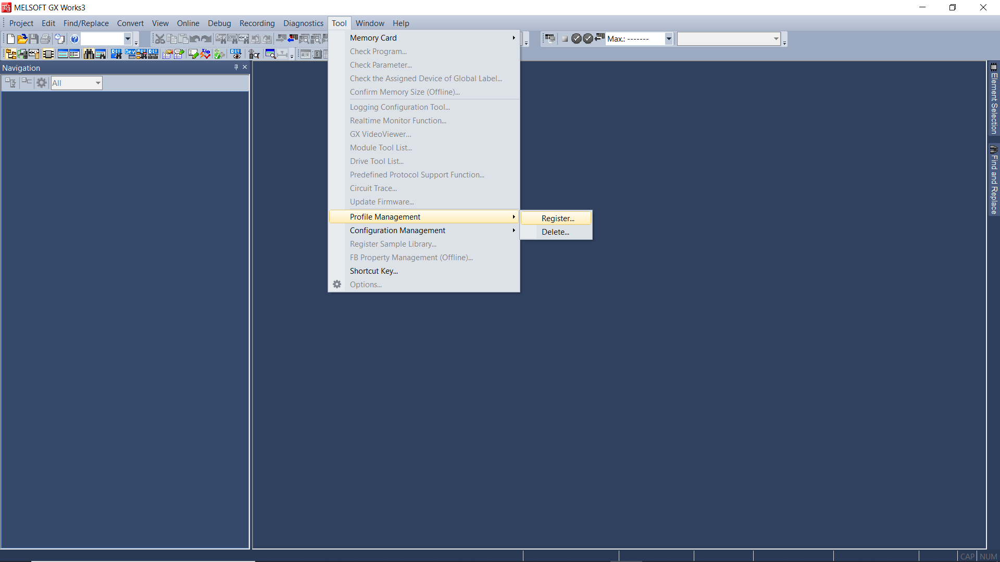 MELSOFT GX Works3
Project Edit Find/Replace Convert View Online Debug Recording Diagnostics Tool Window Help
Max.: -------
Navigation
All
Memory Card
Check Program...
Check Parameter...
Check the Assigned Device of Global Label...
Confirm Memory Size (Offline)...
Logging Configuration Tool...
Realtime Monitor Function...
GX VideoViewer...
Module Tool List...
Drive Tool List...
Predefined Protocol Support Function...
Circuit Trace...
Update Firmware...
Profile Management
Register...
Delete...
Configuration Management
Register Sample Library...
FB Property Management (Offline)...
Shortcut Key...
Options...
Element Selection
Find and Replace
CAP NUM